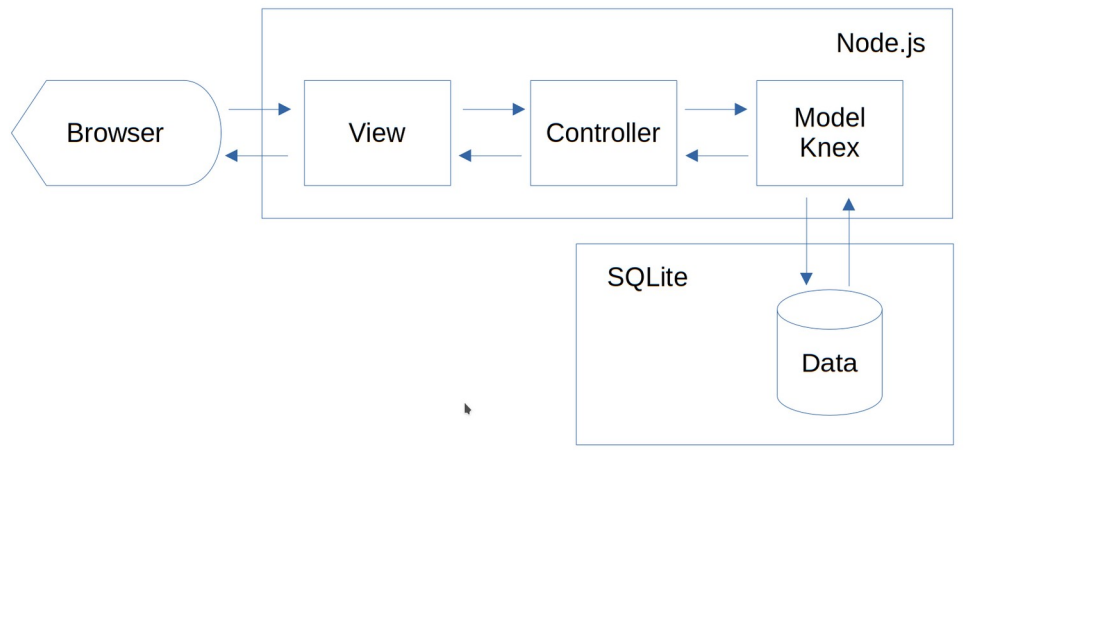 Node.js
Browser
View
Controller
Model
Knex
SQLite
Data